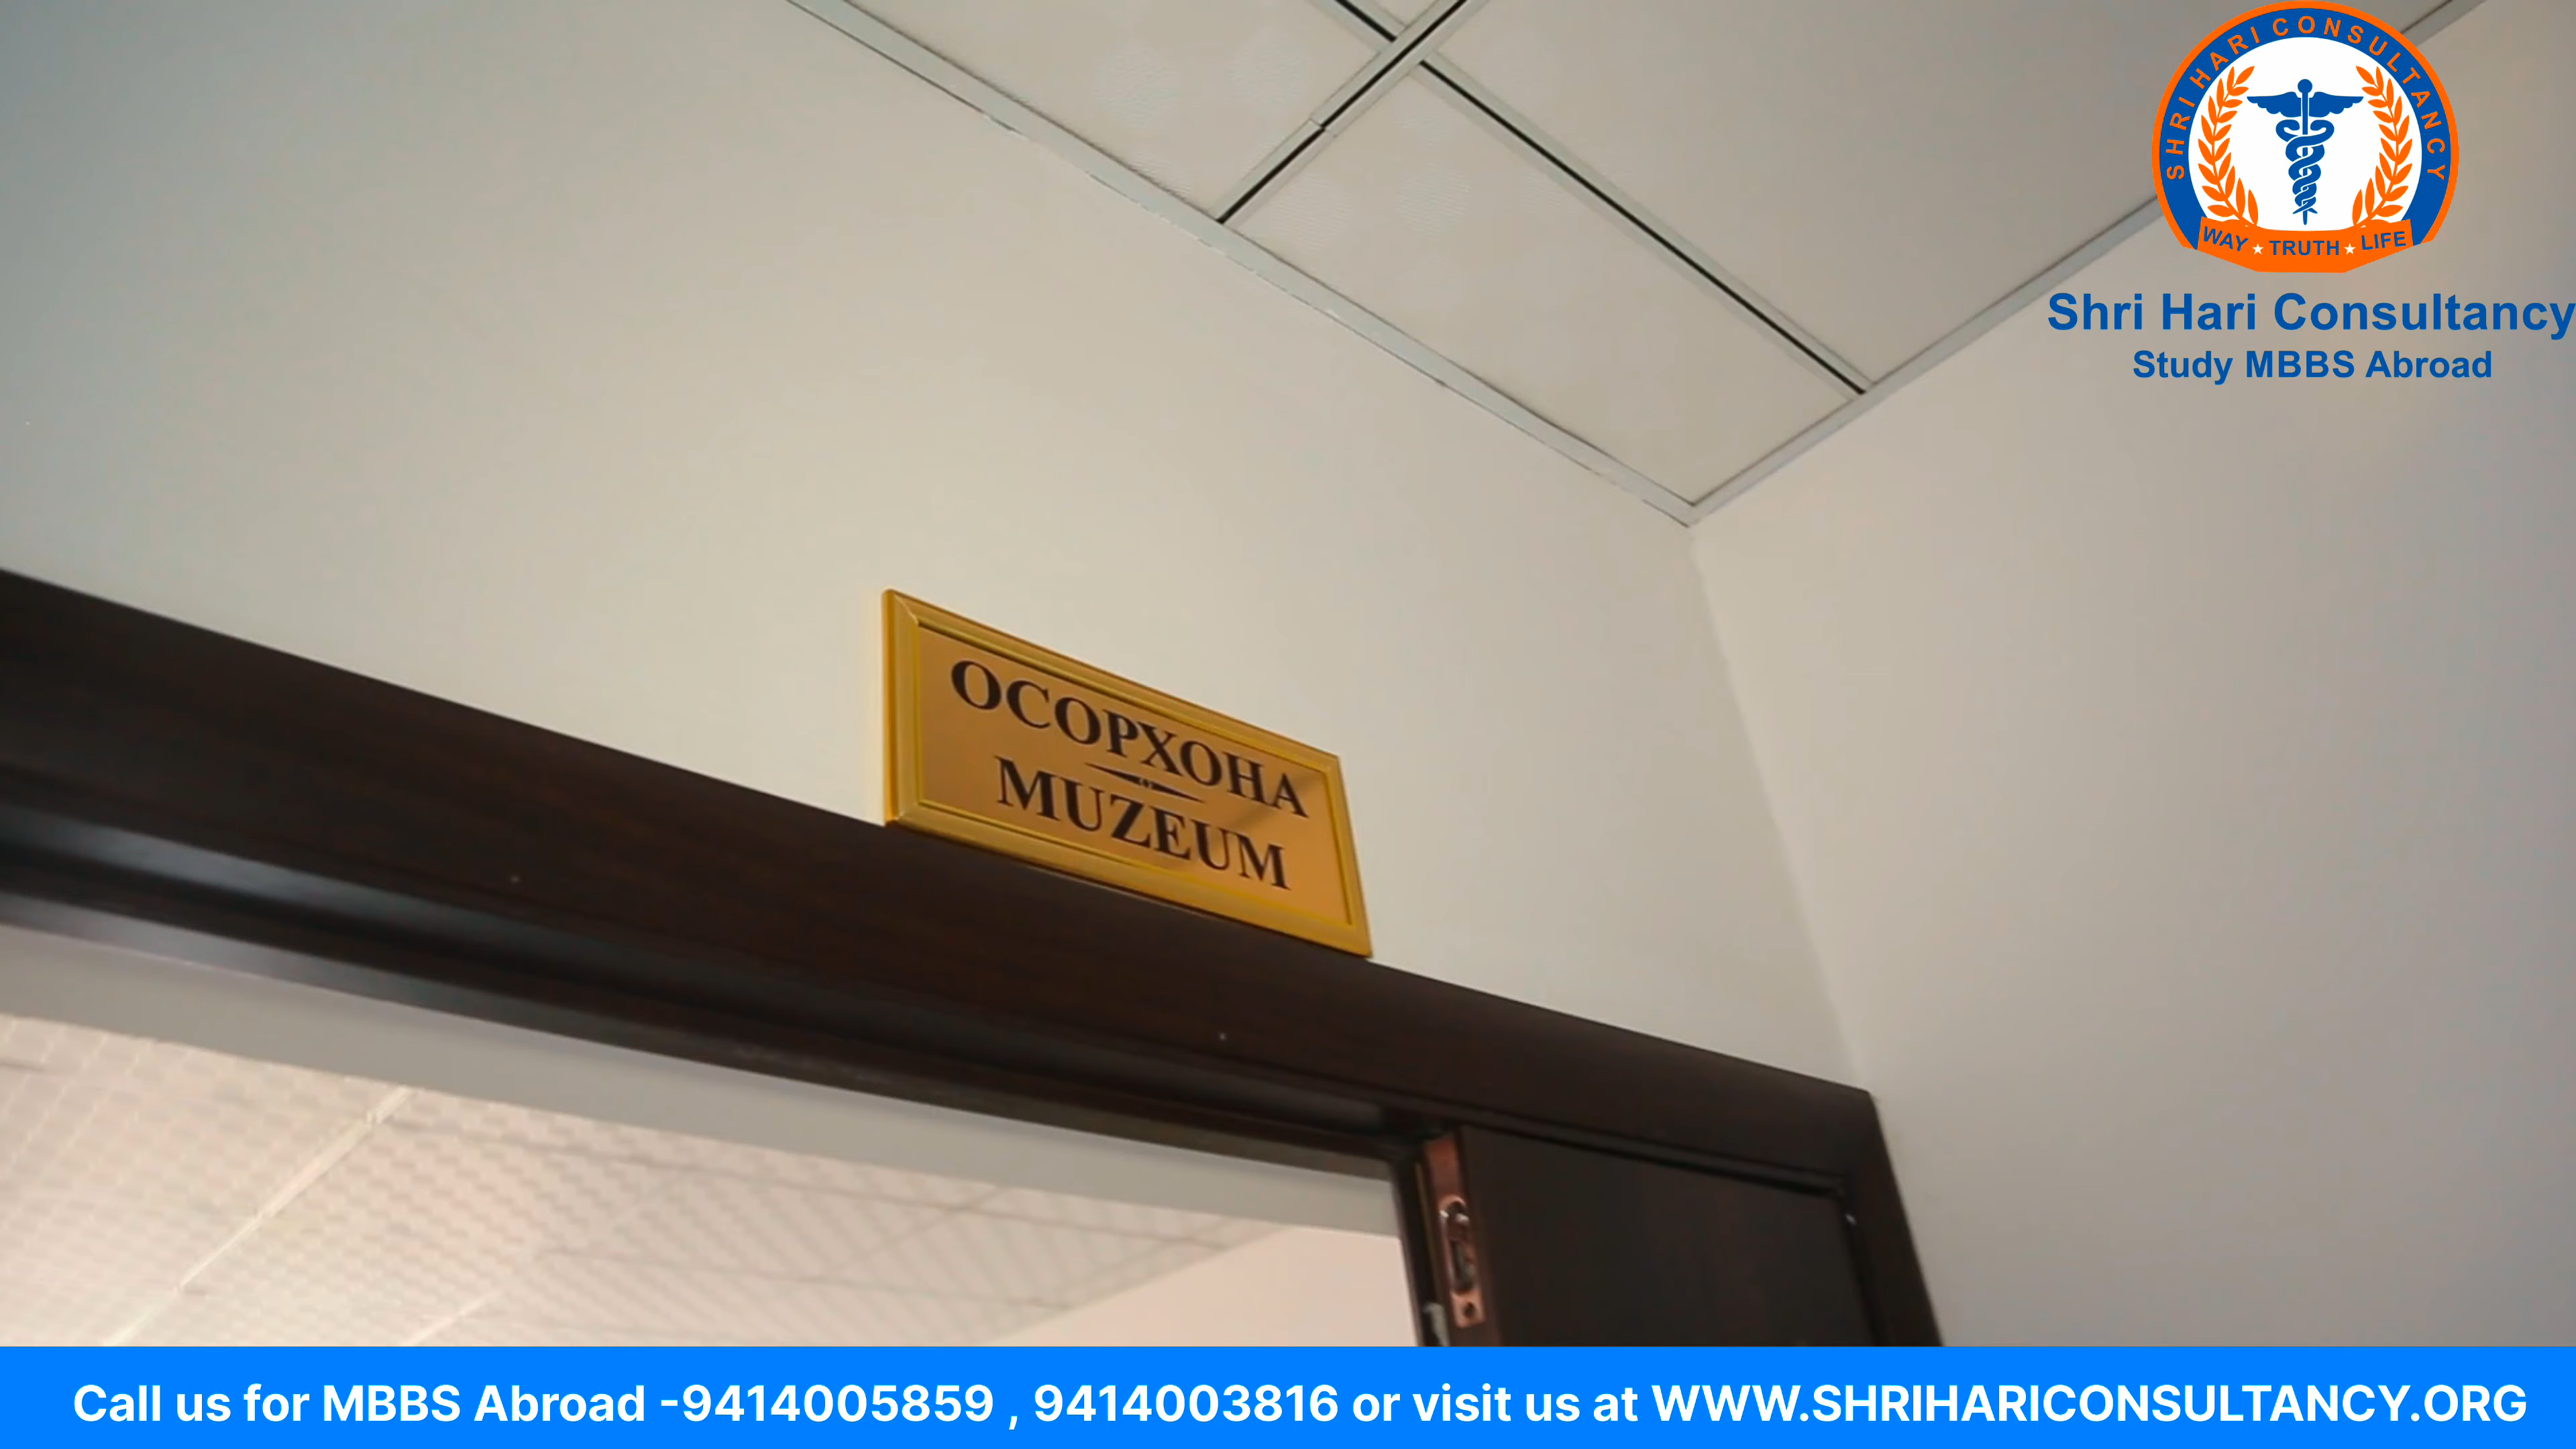 SHRI HARI CONSULTANCY
WAY ★ TRUTH ★ LIFE
Shri Hari Consultancy
Study MBBS Abroad
ОСОРХОНА
MUZEUM
Call us for MBBS Abroad -9414005859 , 9414003816 or visit us at WWW.SHRIHARICONSULTANCY.ORG